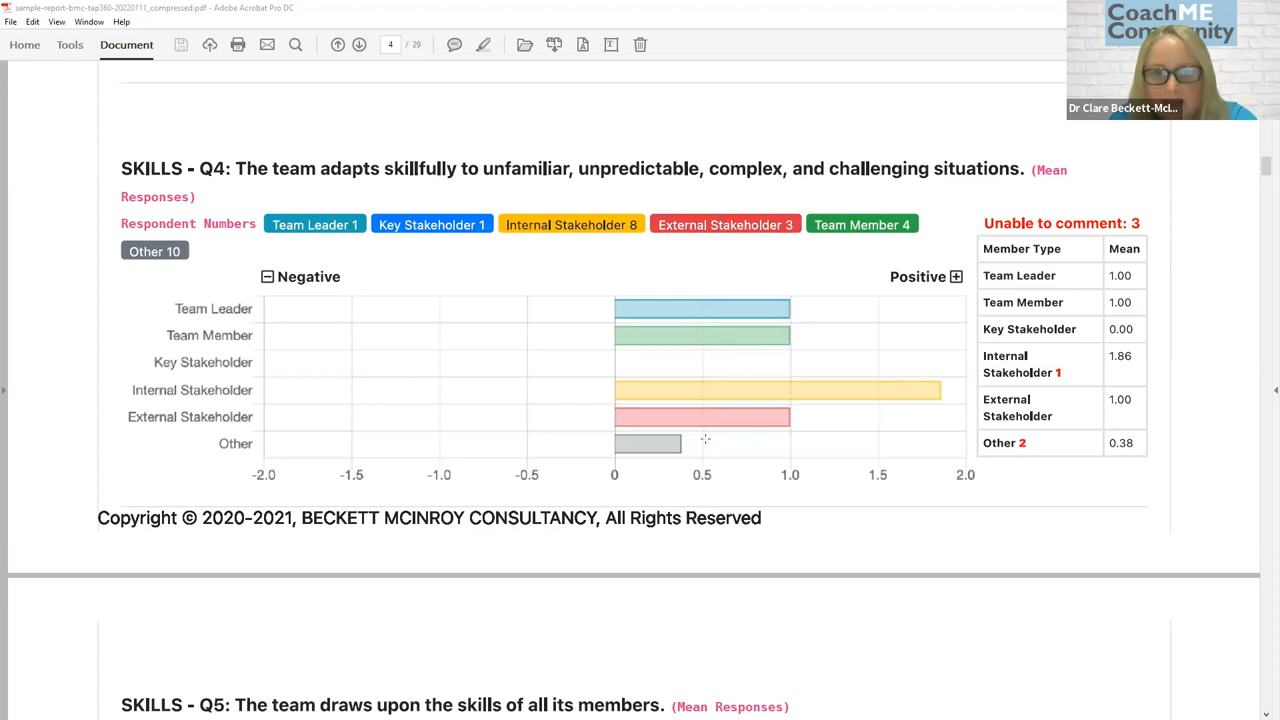 sample-report-bmc-tap360-20220111_compressed.pdf - Adobe Acrobat Pro DC
File Edit View Window Help
Home Tools Document 4 / 29
CoachME
Community
Dr Clare Beckett-McI...
SKILLS - Q4: The team adapts skillfully to unfamiliar, unpredictable, complex, and challenging situations. (Mean
Responses)
Respondent Numbers Team Leader 1 Key Stakeholder 1 Internal Stakeholder 8 External Stakeholder 3 Team Member 4
Other 10
Unable to comment: 3
Negative Positive
Team Leader
Team Member
Key Stakeholder
Internal Stakeholder
External Stakeholder
Other
-2.0 -1.5 -1.0 -0.5 0 0.5 1.0 1.5 2.0
Member Type Mean
Team Leader 1.00
Team Member 1.00
Key Stakeholder 0.00
Internal 1.86
Stakeholder 1
External 1.00
Stakeholder
Other 2 0.38
Copyright © 2020-2021, BECKETT MCINROY CONSULTANCY, All Rights Reserved
SKILLS - Q5: The team draws upon the skills of all its members. (Mean Responses)